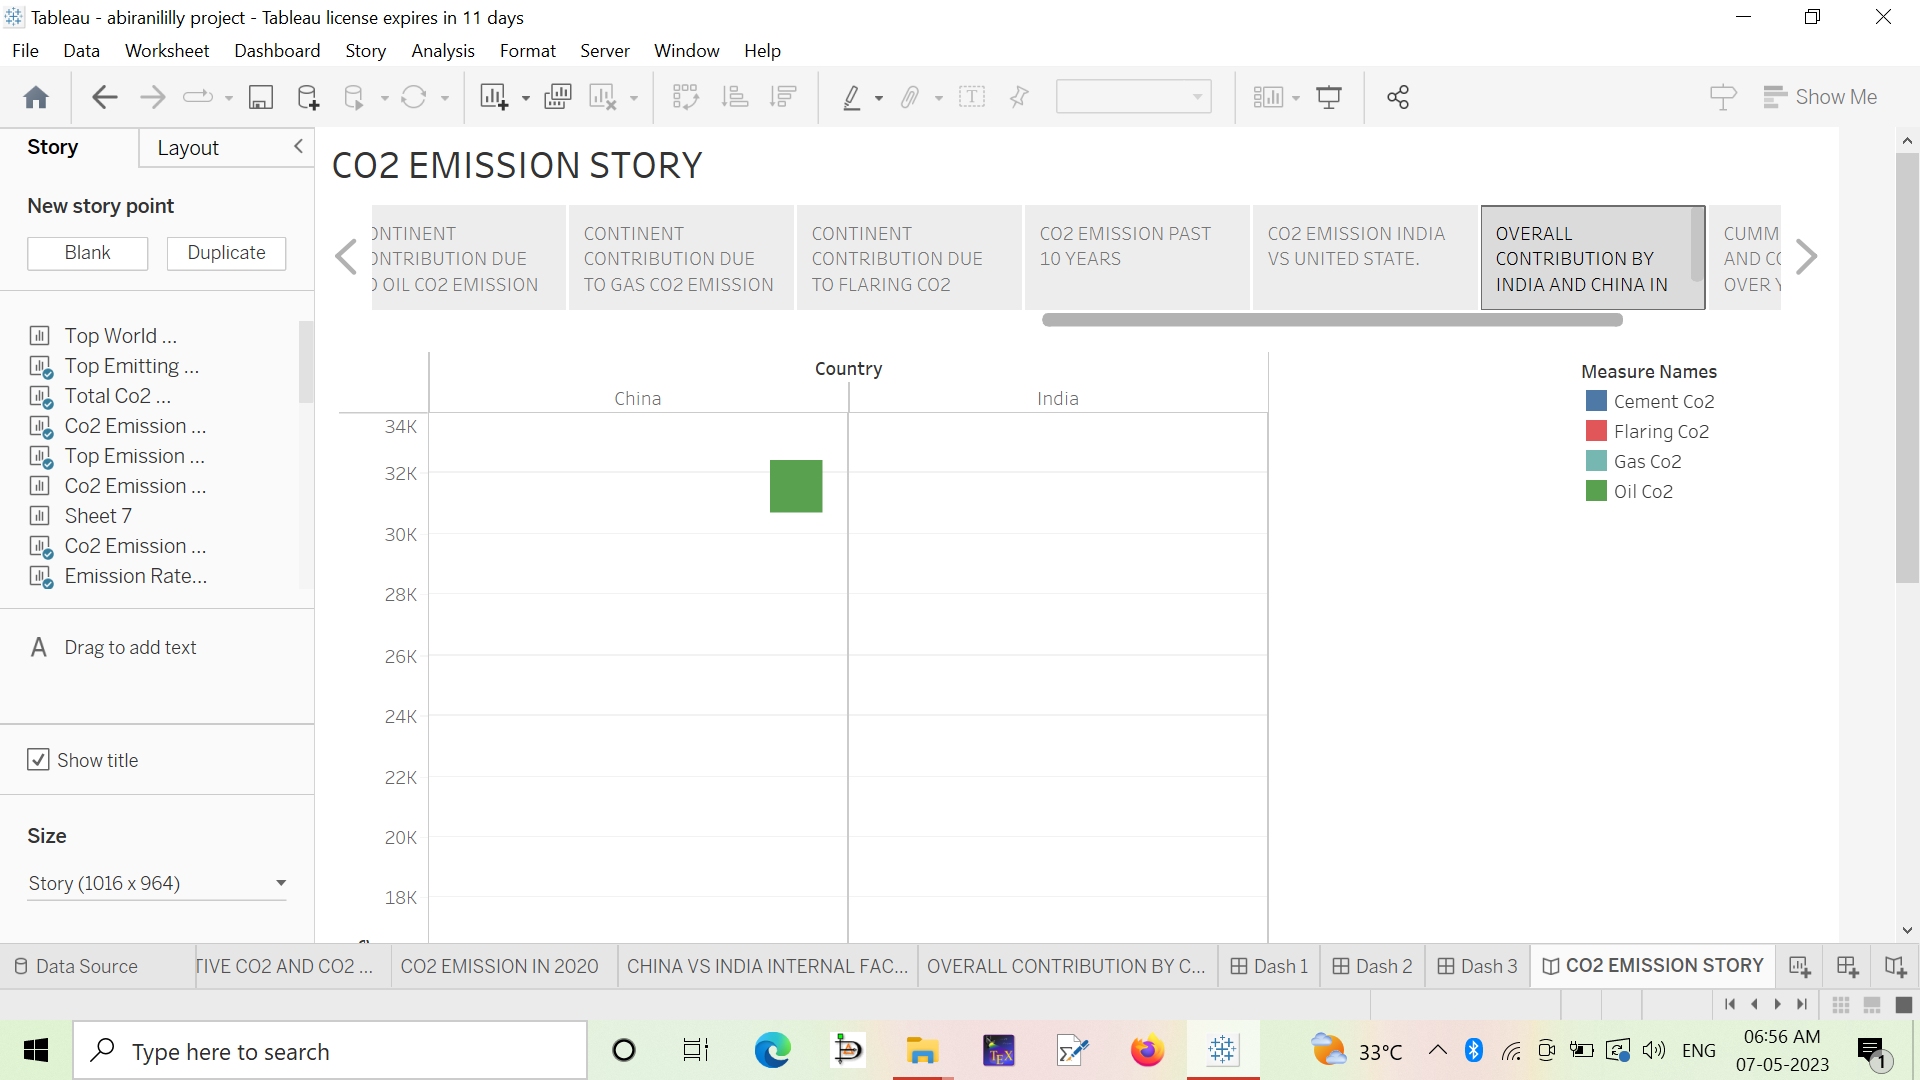 Tableau - abiranililly project - Tableau license expires in 11 days
File Data Worksheet Dashboard Story Analysis Format Server Window Help
Show Me
Story
Layout
New story point
Blank
Duplicate
Top World ...
Top Emitting ...
Total Co2 ...
Co2 Emission ...
Top Emission ...
Co2 Emission ...
Sheet 7
Co2 Emission ...
Emission Rate...
A Drag to add text
Show title
Size
Story (1016 x 964)
CO2 EMISSION STORY
ONTINENT
ONTRIBUTION DUE
O OIL CO2 EMISSION
CONTINENT
CONTRIBUTION DUE
TO GAS CO2 EMISSION
CONTINENT
CONTRIBUTION DUE
TO FLARING CO2
CO2 EMISSION PAST
10 YEARS
CO2 EMISSION INDIA
VS UNITED STATE.
OVERALL
CONTRIBUTION BY
INDIA AND CHINA IN
CUMM
AND CO
OVER Y
Country
China
India
34K
32K
30K
28K
26K
24K
22K
20K
18K
Measure Names
Cement Co2
Flaring Co2
Gas Co2
Oil Co2
Data Source
TIVE CO2 AND CO2 ...
CO2 EMISSION IN 2020
CHINA VS INDIA INTERNAL FAC...
OVERALL CONTRIBUTION BY C...
Dash 1
Dash 2
Dash 3
CO2 EMISSION STORY
Type here to search
TEX
33°C
ENG
06:56 AM
07-05-2023
1